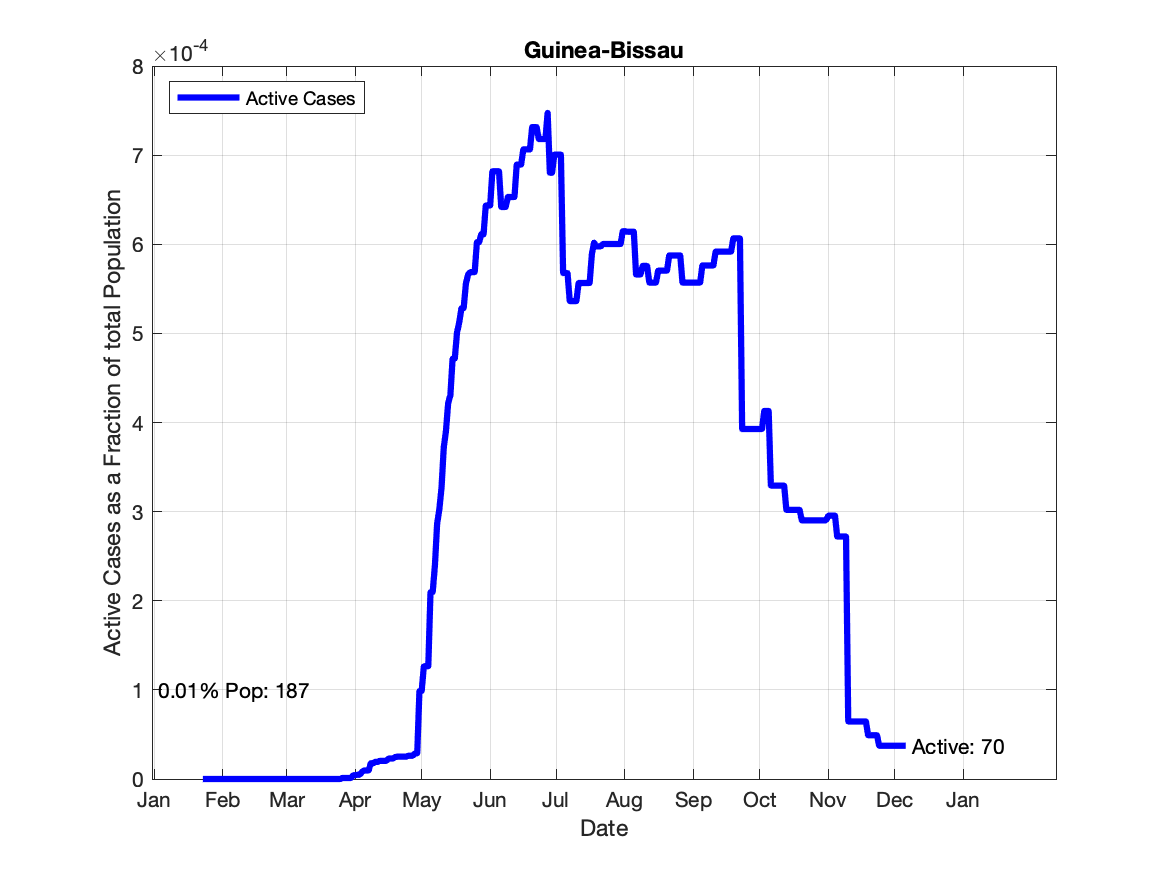 Guinea-Bissau
×10⁻⁴
Active Cases
8
7
6
5
4
3
2
1
0
Active Cases as a Fraction of total Population
0.01% Pop: 187
Active: 70
Jan Feb Mar Apr May Jun Jul Aug Sep Oct Nov Dec Jan
Date